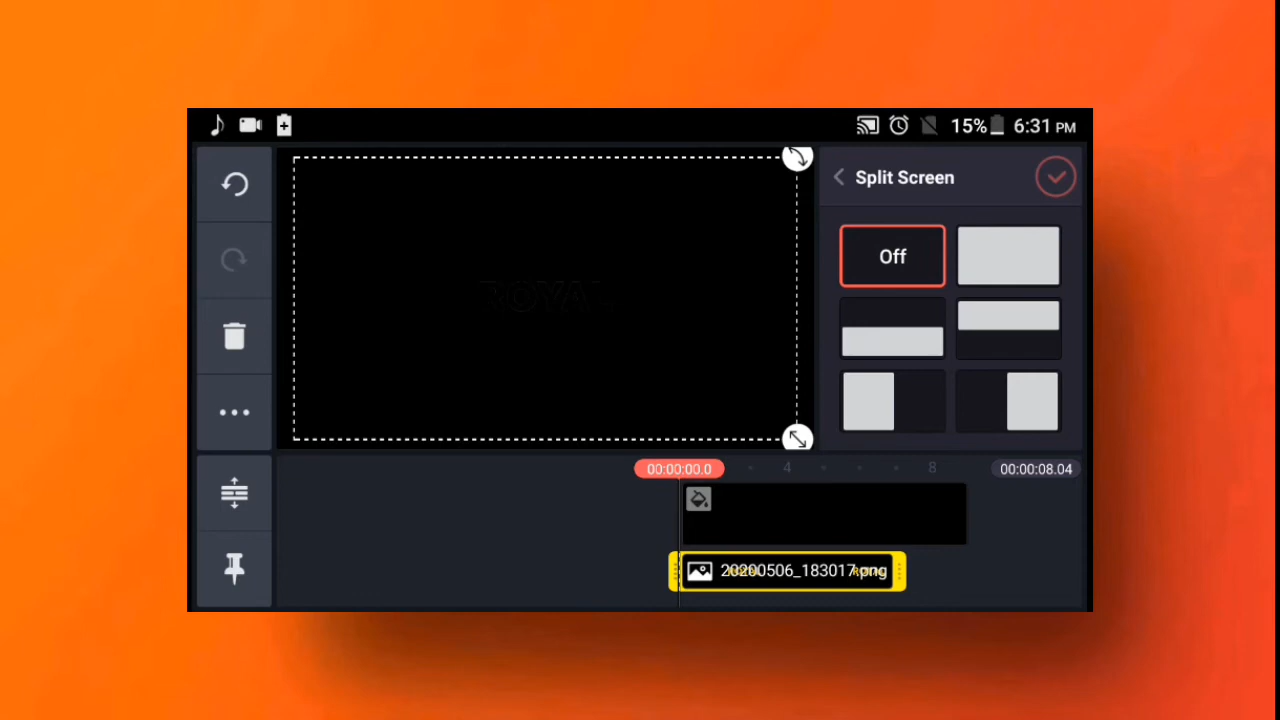 15% 6:31 PM
Split Screen
Off
ROYAL
00:00:00.0 4 8 00:00:08.04
20200506_183017.png